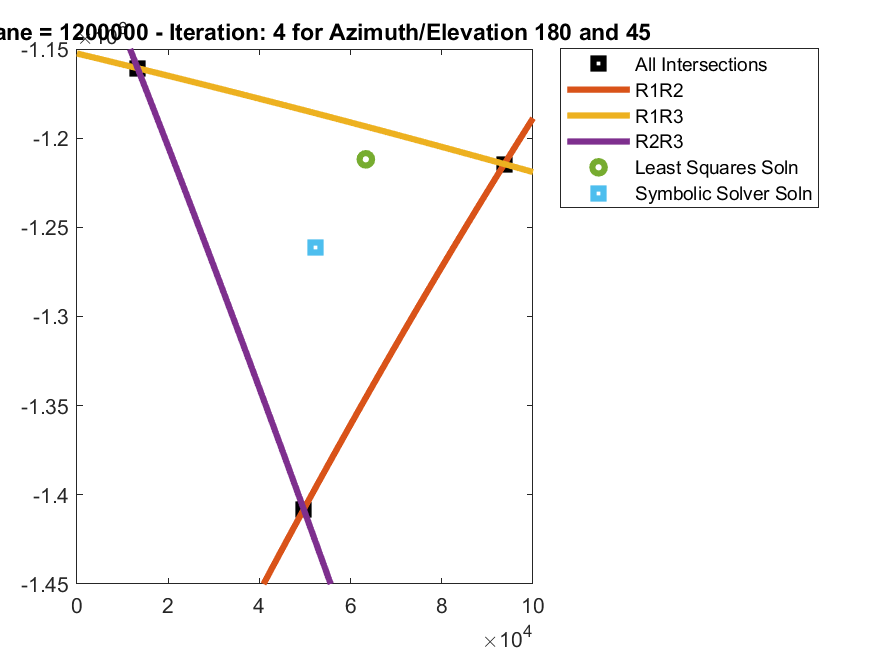 ane = 1200000 - Iteration: 4 for Azimuth/Elevation 180 and 45
×10⁶
-1.15
-1.2
-1.25
-1.3
-1.35
-1.4
-1.45
0 2 4 6 8 10
×10⁴
All Intersections
R1R2
R1R3
R2R3
Least Squares Soln
Symbolic Solver Soln